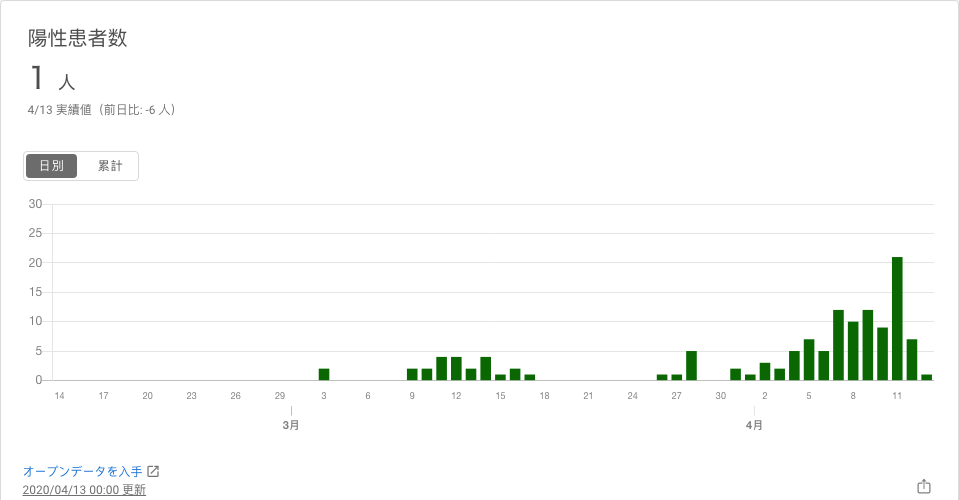 陽性患者数
1 人
4/13 実績値（前日比: -6 人）
日別 累計
30
25
20
15
10
5
0
14 17 20 23 26 29 3 6 9 12 15 18 21 24 27 30 2 5 8 11
3月 4月
オープンデータを入手
2020/04/13 00:00 更新